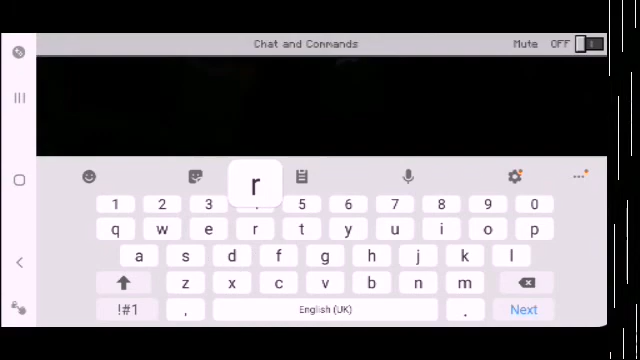 Chat and Commands Mute OFF
r
1 2 3 5 6 7 8 9 0
q w e r t y u i o p
a s d f g h j k l
z x c v b n m
!#1 , English (UK) . Next